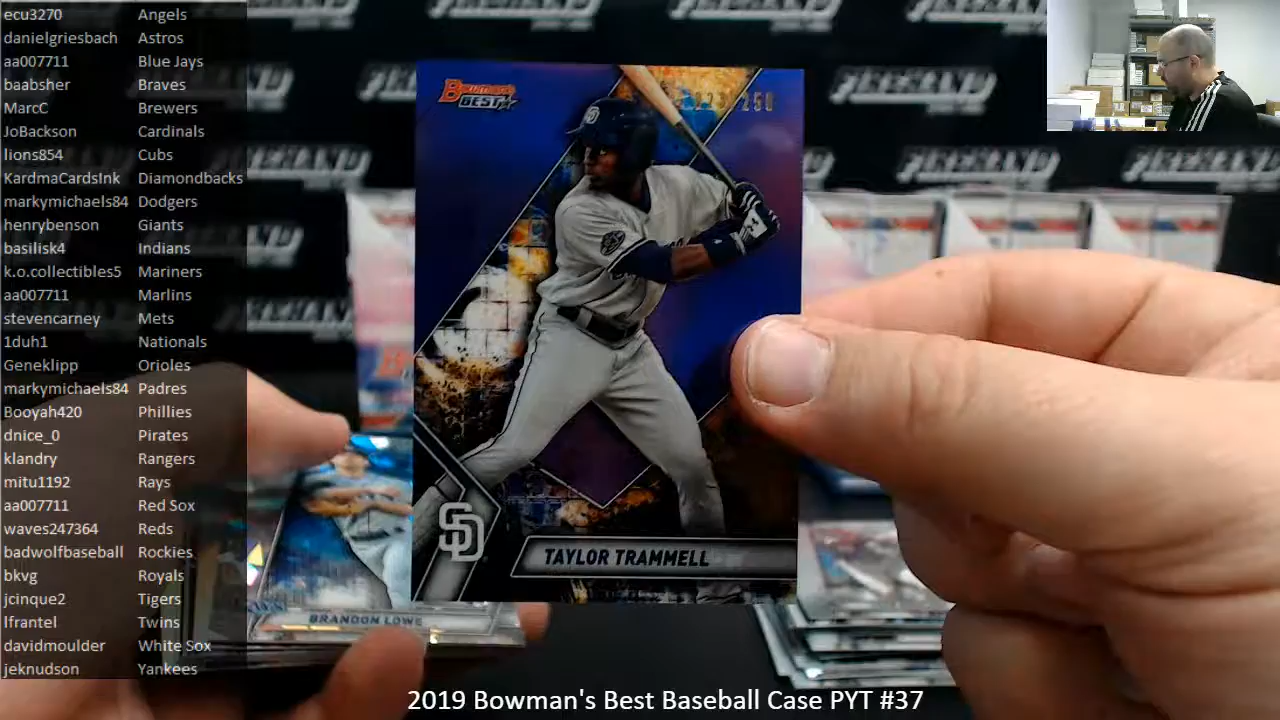 ecu3270 Angels
danielgriesbach Astros
aa007711 Blue Jays
baabsher Braves
MarcC Brewers
JoBackson Cardinals
lions854 Cubs
KardmaCardsInk Diamondbacks
markymichaels84 Dodgers
henrybenson Giants
basilisk4 Indians
k.o.collectibles5 Mariners
aa007711 Marlins
stevencarney Mets
1duh1 Nationals
Geneklipp Orioles
markymichaels84 Padres
Booyah420 Phillies
dnice_0 Pirates
klandry Rangers
mitu1192 Rays
aa007711 Red Sox
waves247364 Reds
badwolfbaseball Rockies
bkvg Royals
jcinque2 Tigers
lfrantel Twins
davidmoulder White Sox
jeknudson Yankees
Bowman's
BEST
SD
TAYLOR TRAMMELL
BRANDON LOWE
FIREHAND
2019 Bowman's Best Baseball Case PYT #37